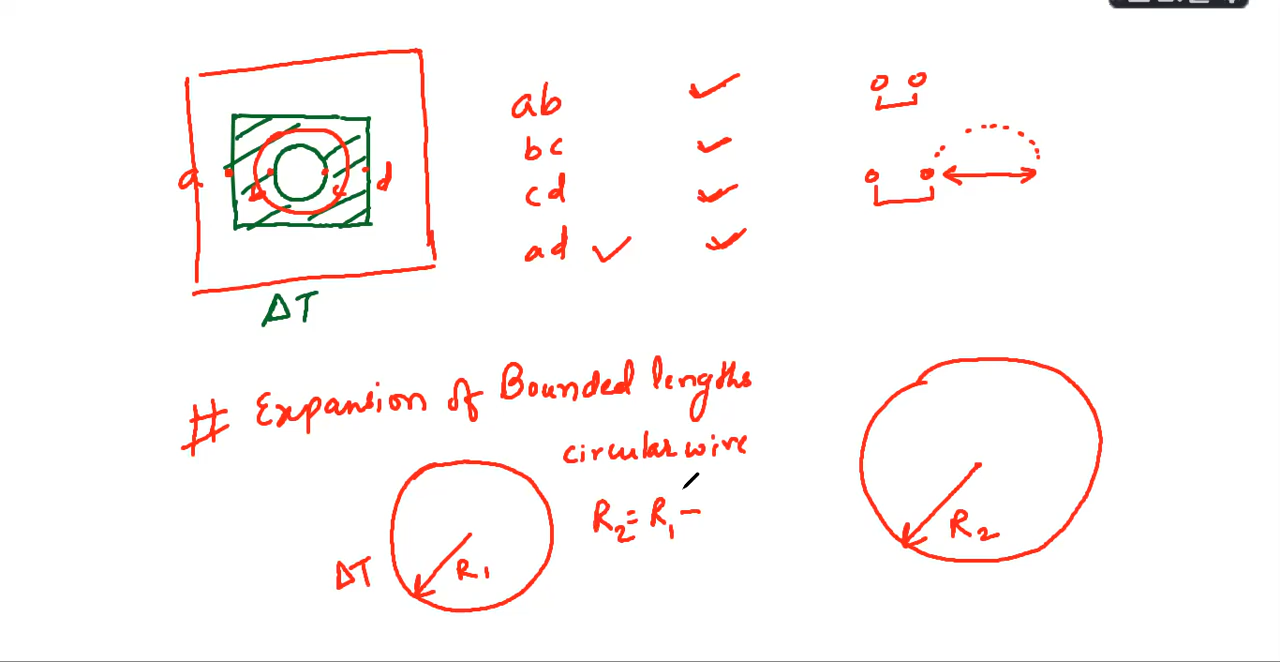 ab
bc
cd
ad
a
d
ΔT
# Expansion of Bounded lengths
circular wire
R₂ = R₁ −
ΔT
R₁
R₂